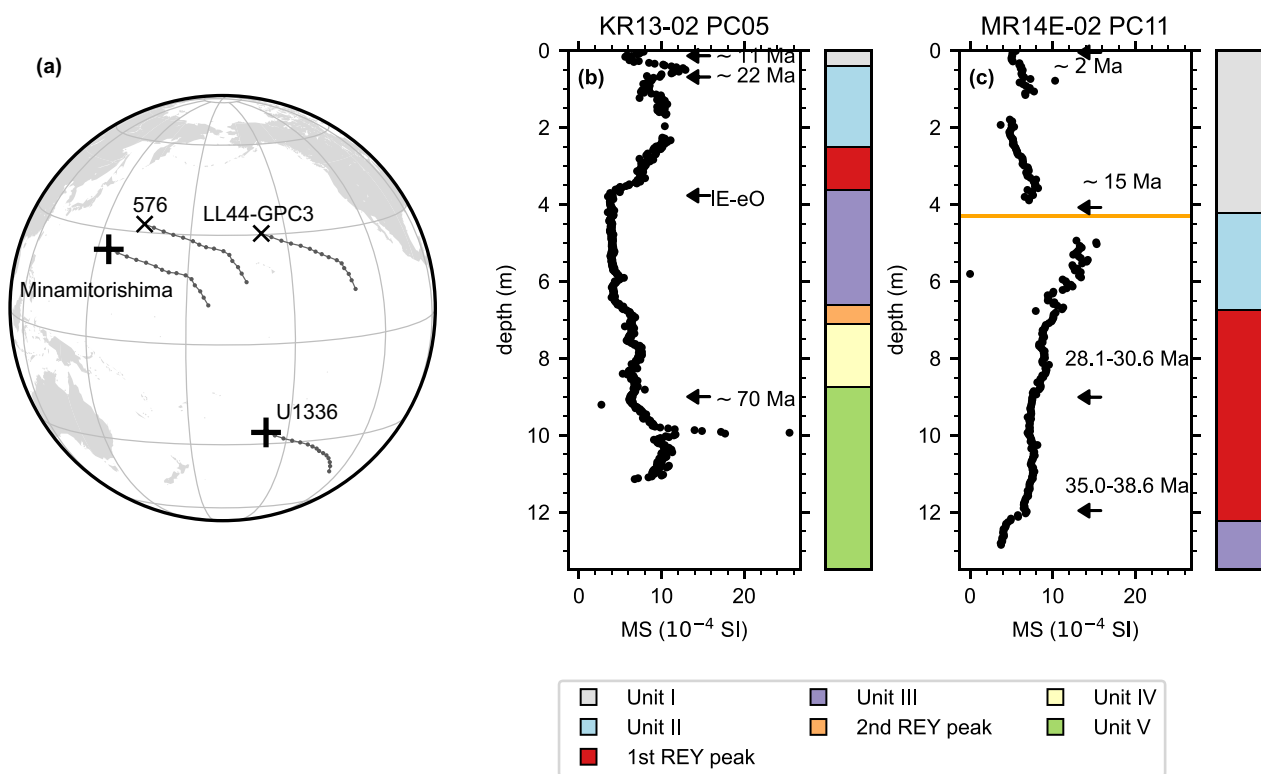 (a)
576
LL44-GPC3
Minamitorishima
U1336
KR13-02 PC05
(b)
0
2
4
6
8
10
12
depth (m)
~ 11 Ma
~ 22 Ma
IE-eO
~ 70 Ma
0
10
20
MS (10⁻⁴ SI)
MR14E-02 PC11
(c)
0
2
4
6
8
10
12
depth (m)
~ 2 Ma
~ 15 Ma
28.1-30.6 Ma
35.0-38.6 Ma
0
10
20
MS (10⁻⁴ SI)
Unit I
Unit II
1st REY peak
Unit III
2nd REY peak
Unit IV
Unit V